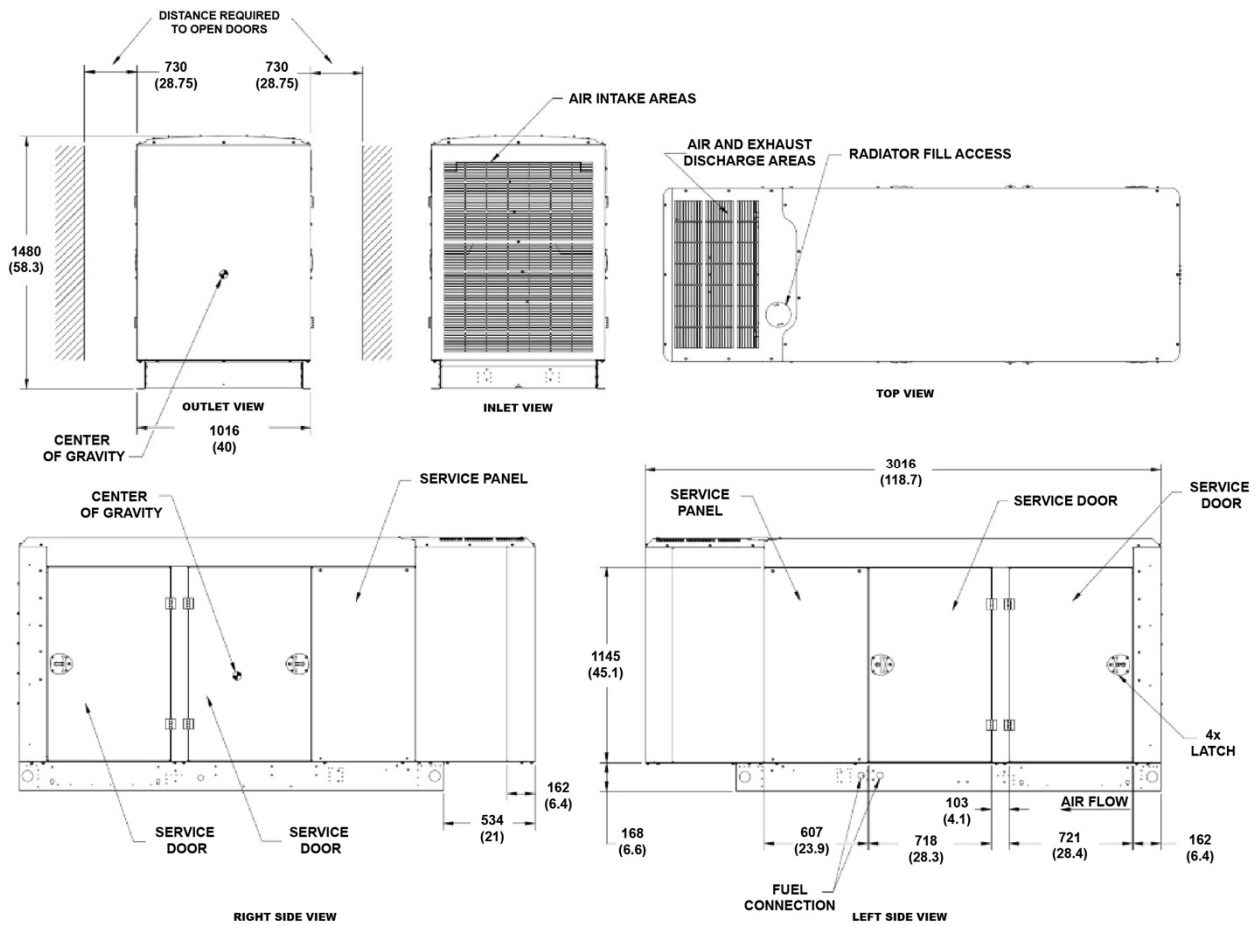 DISTANCE REQUIRED
TO OPEN DOORS
730
(28.75)
730
(28.75)
1480
(58.3)
OUTLET VIEW
1016
(40)
CENTER
OF GRAVITY
AIR INTAKE AREAS
INLET VIEW
AIR AND EXHAUST
DISCHARGE AREAS
RADIATOR FILL ACCESS
TOP VIEW
CENTER
OF GRAVITY
SERVICE PANEL
162
(6.4)
534
(21)
SERVICE
DOOR
SERVICE
DOOR
RIGHT SIDE VIEW
3016
(118.7)
SERVICE
PANEL
SERVICE DOOR
SERVICE
DOOR
1145
(45.1)
4x
LATCH
168
(6.6)
607
(23.9)
718
(28.3)
103
(4.1)
AIR FLOW
721
(28.4)
162
(6.4)
FUEL
CONNECTION
LEFT SIDE VIEW